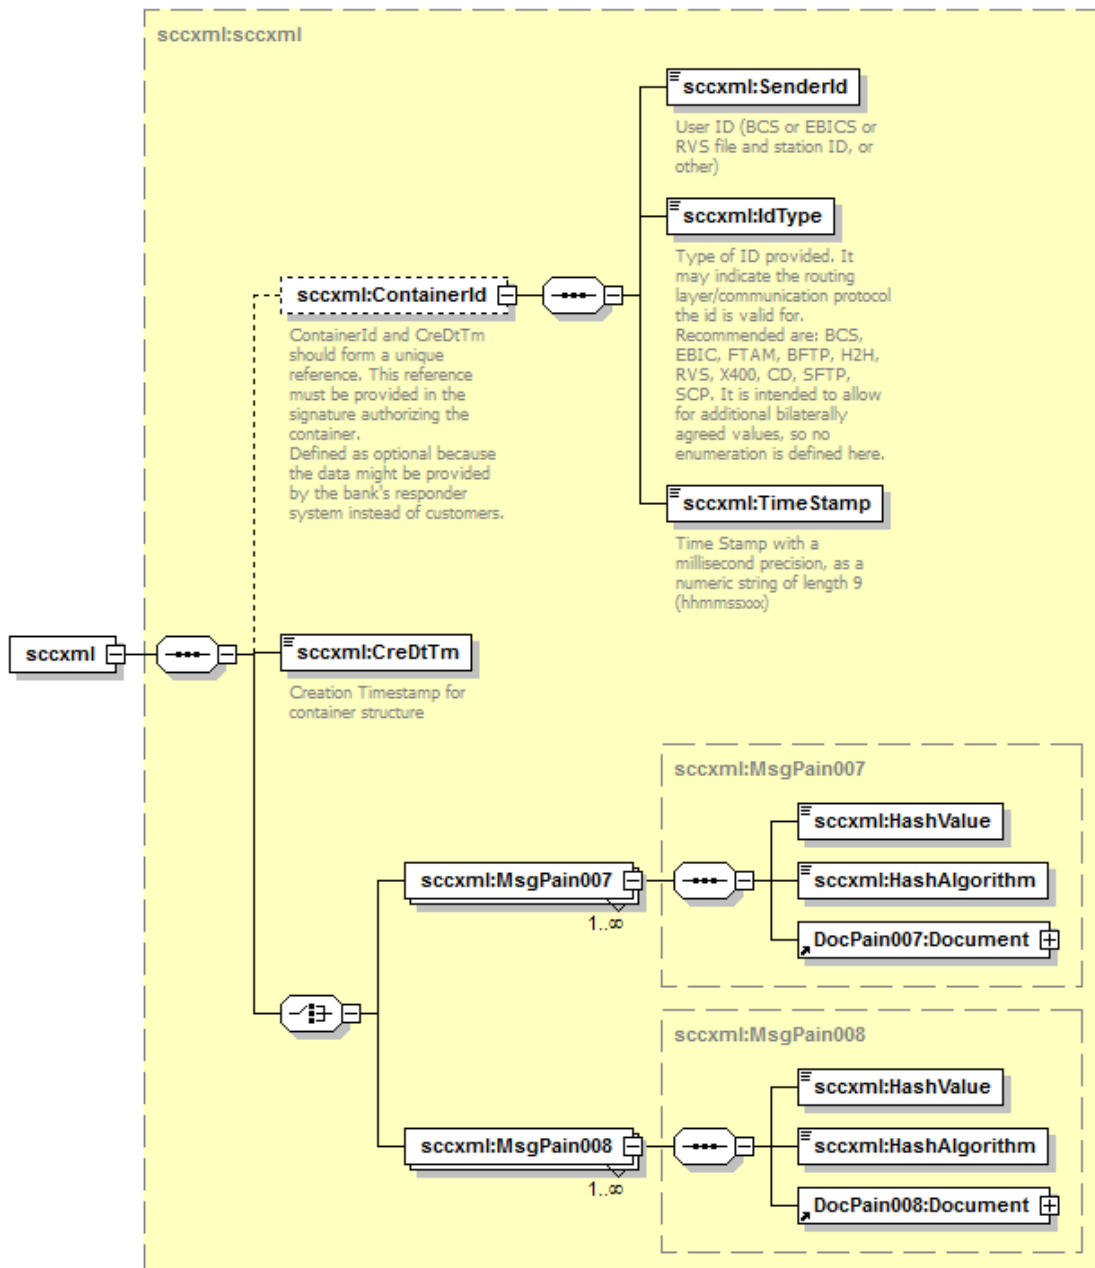 sccxml:sccxml
sccxml:SenderId
User ID (BCS or EBICS or
RVS file and station ID, or
other)
sccxml:IdType
Type of ID provided. It
may indicate the routing
layer/communication protocol
the id is valid for.
Recommended are: BCS,
EBIC, FTAM, BFTP, H2H,
RVS, X400, CD, SFTP,
SCP. It is intended to allow
for additional bilaterally
agreed values, so no
enumeration is defined here.
sccxml:ContainerId
ContainerId and CreDtTm
should form a unique
reference. This reference
must be provided in the
signature authorizing the
container.
Defined as optional because
the data might be provided
by the bank's responder
system instead of customers.
sccxml:TimeStamp
Time Stamp with a
millisecond precision, as a
numeric string of length 9
(hhmmssxxx)
sccxml
sccxml:CreDtTm
Creation Timestamp for
container structure
sccxml:MsgPain007
sccxml:HashValue
sccxml:MsgPain007
1..∞
sccxml:HashAlgorithm
DocPain007:Document
sccxml:MsgPain008
sccxml:HashValue
sccxml:MsgPain008
1..∞
sccxml:HashAlgorithm
DocPain008:Document